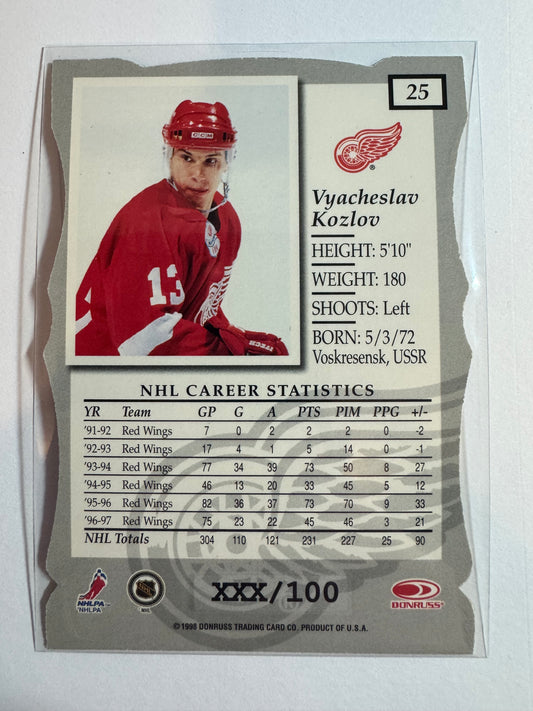 25
CCM
13
ITECH
®
Vyacheslav
Kozlov
HEIGHT: 5'10"
WEIGHT: 180
SHOOTS: Left
BORN: 5/3/72
Voskresensk, USSR
NHL CAREER STATISTICS
YR Team GP G A PTS PIM PPG +/-
'91-92 Red Wings 7 0 2 2 2 0 -2
'92-93 Red Wings 17 4 1 5 14 0 -1
'93-94 Red Wings 77 34 39 73 50 8 27
'94-95 Red Wings 46 13 20 33 45 5 12
'95-96 Red Wings 82 36 37 73 70 9 33
'96-97 Red Wings 75 23 22 45 46 3 21
NHL Totals 304 110 121 231 227 25 90
XXX/100
NHLPA™
NHLPA
NHL
DONRUSS®
©1998 DONRUSS TRADING CARD CO. PRODUCT OF U.S.A.